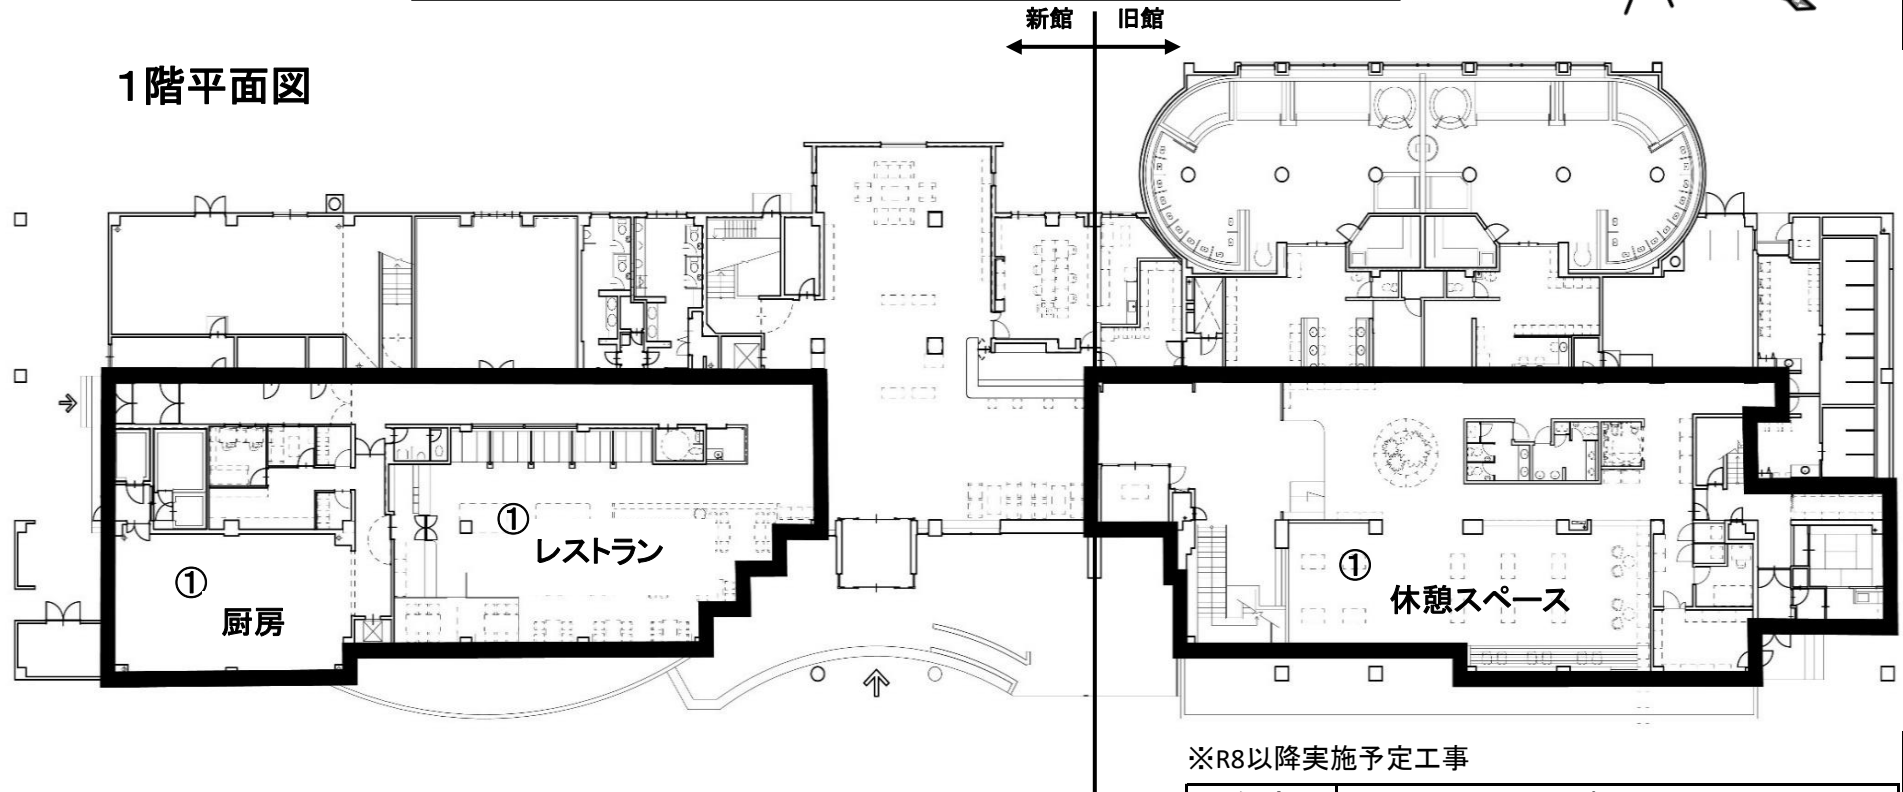 新館 旧館
1階平面図
①
レストラン
①
厨房
①
休憩スペース
※R8以降実施予定工事